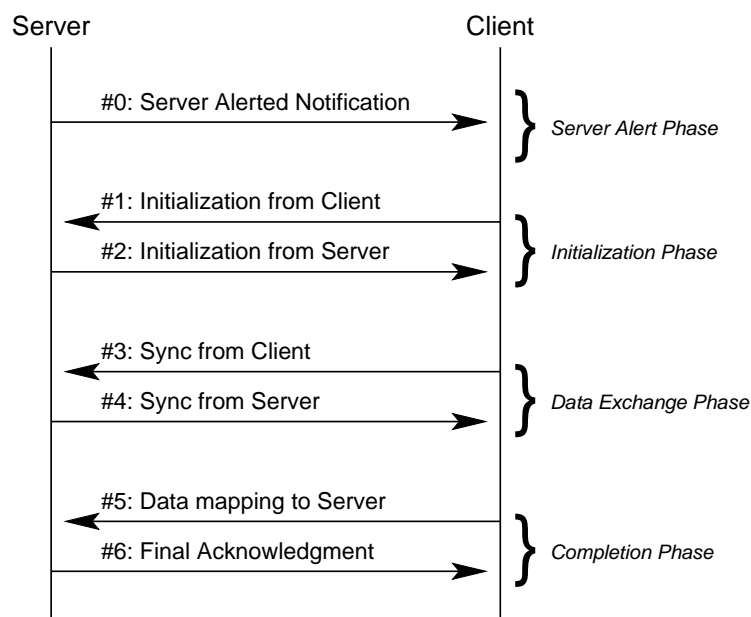 Server
Client
#0: Server Alerted Notification
Server Alert Phase
#1: Initialization from Client
#2: Initialization from Server
Initialization Phase
#3: Sync from Client
#4: Sync from Server
Data Exchange Phase
#5: Data mapping to Server
#6: Final Acknowledgment
Completion Phase